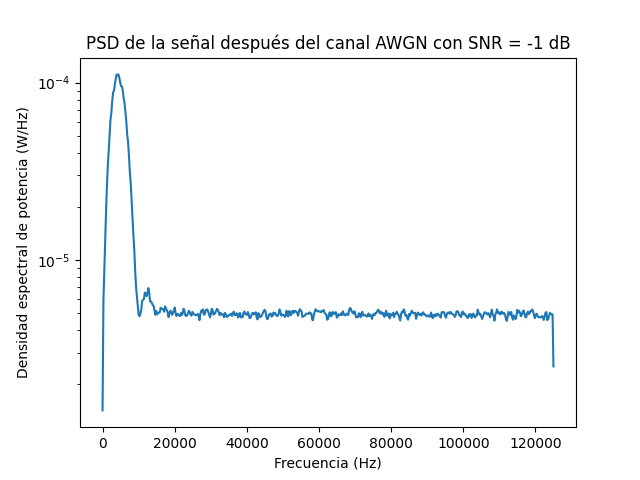 PSD de la señal después del canal AWGN con SNR = -1 dB
Densidad espectral de potencia (W/Hz)
10⁻⁴
10⁻⁵
0 20000 40000 60000 80000 100000 120000
Frecuencia (Hz)